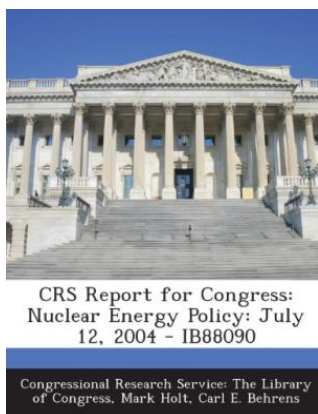 CRS Report for Congress:
Nuclear Energy Policy: July
12, 2004 - IB88090
Congressional Research Service: The Library
of Congress, Mark Holt, Carl E. Behrens